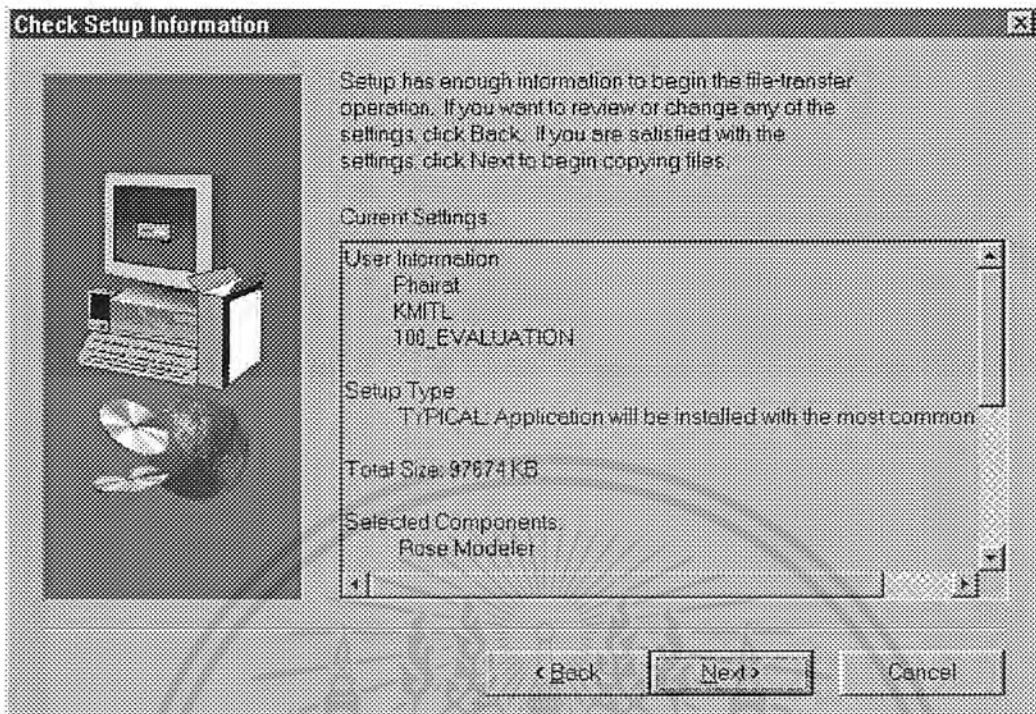 Check Setup Information
Setup has enough information to begin the file-transfer
operation. If you want to review or change any of the
settings, click Back. If you are satisfied with the
settings, click Next to begin copying files.
Current Settings:
User Information
Phairat
KMITL
100_EVALUATION
Setup Type:
TYPICAL: Application will be installed with the most common
Total Size: 97674 KB
Selected Components:
Rose Modeler
< Back
Next >
Cancel